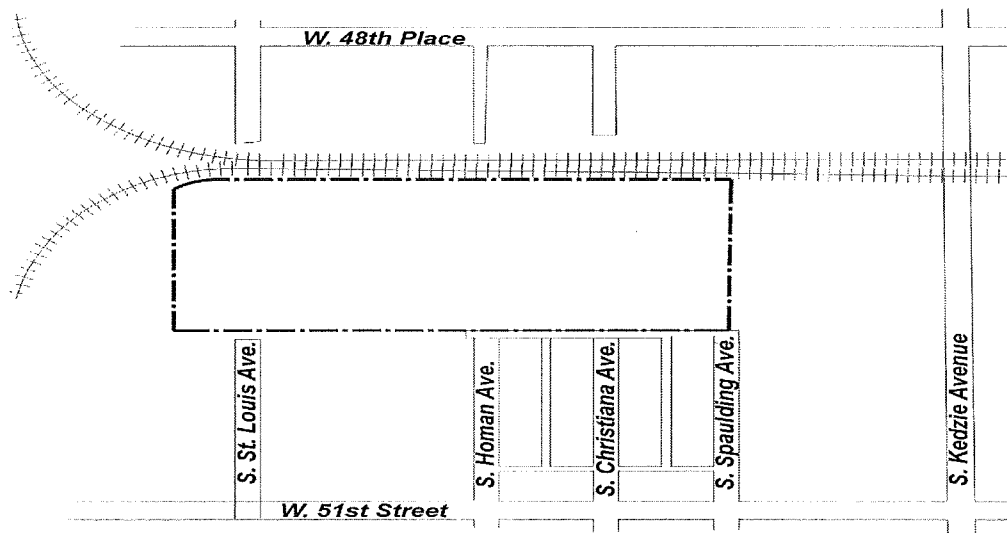 W. 48th Place
S. St. Louis Ave.
S. Homan Ave.
S. Christiana Ave.
S. Spaulding Ave.
S. Kedzie Avenue
W. 51st Street